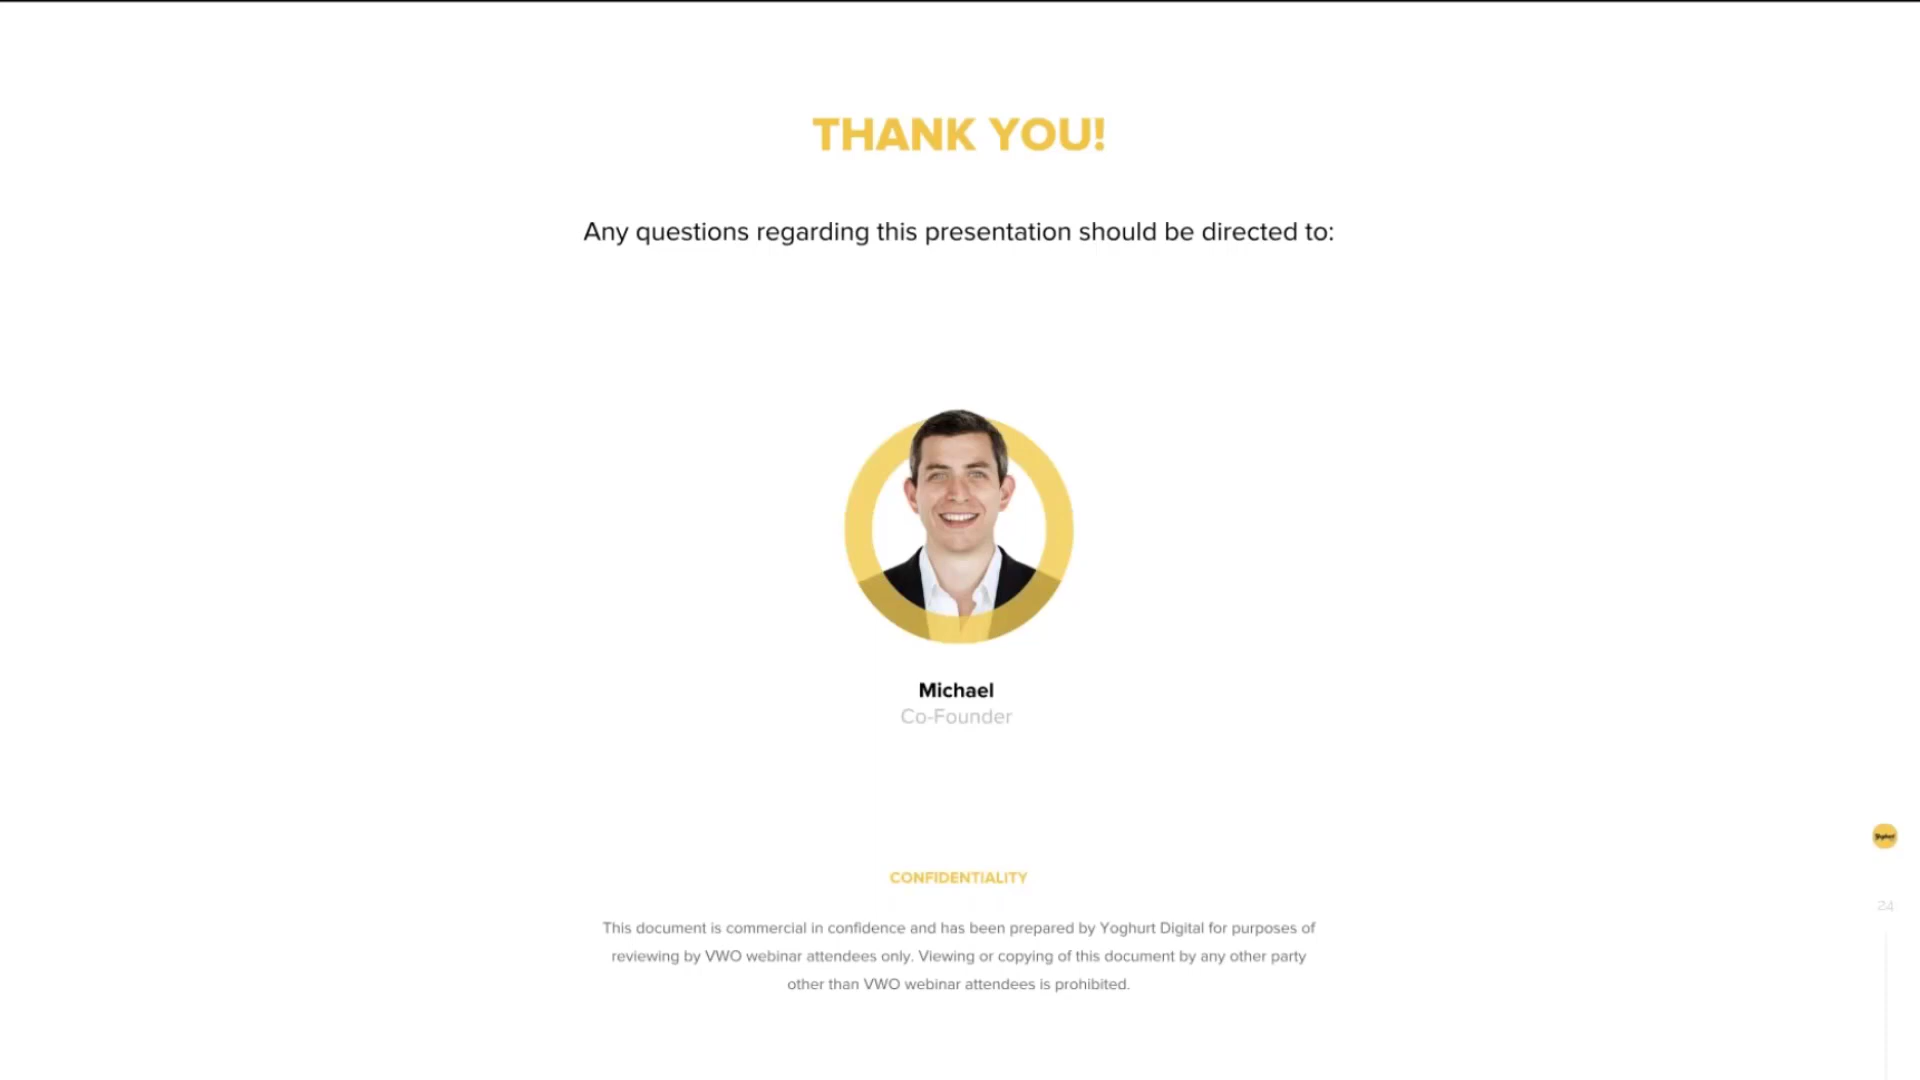 THANK YOU!
Any questions regarding this presentation should be directed to:
Michael
Co-Founder
Yoghurt
24
CONFIDENTIALITY
This document is commercial in confidence and has been prepared by Yoghurt Digital for purposes of
reviewing by VWO webinar attendees only. Viewing or copying of this document by any other party
other than VWO webinar attendees is prohibited.